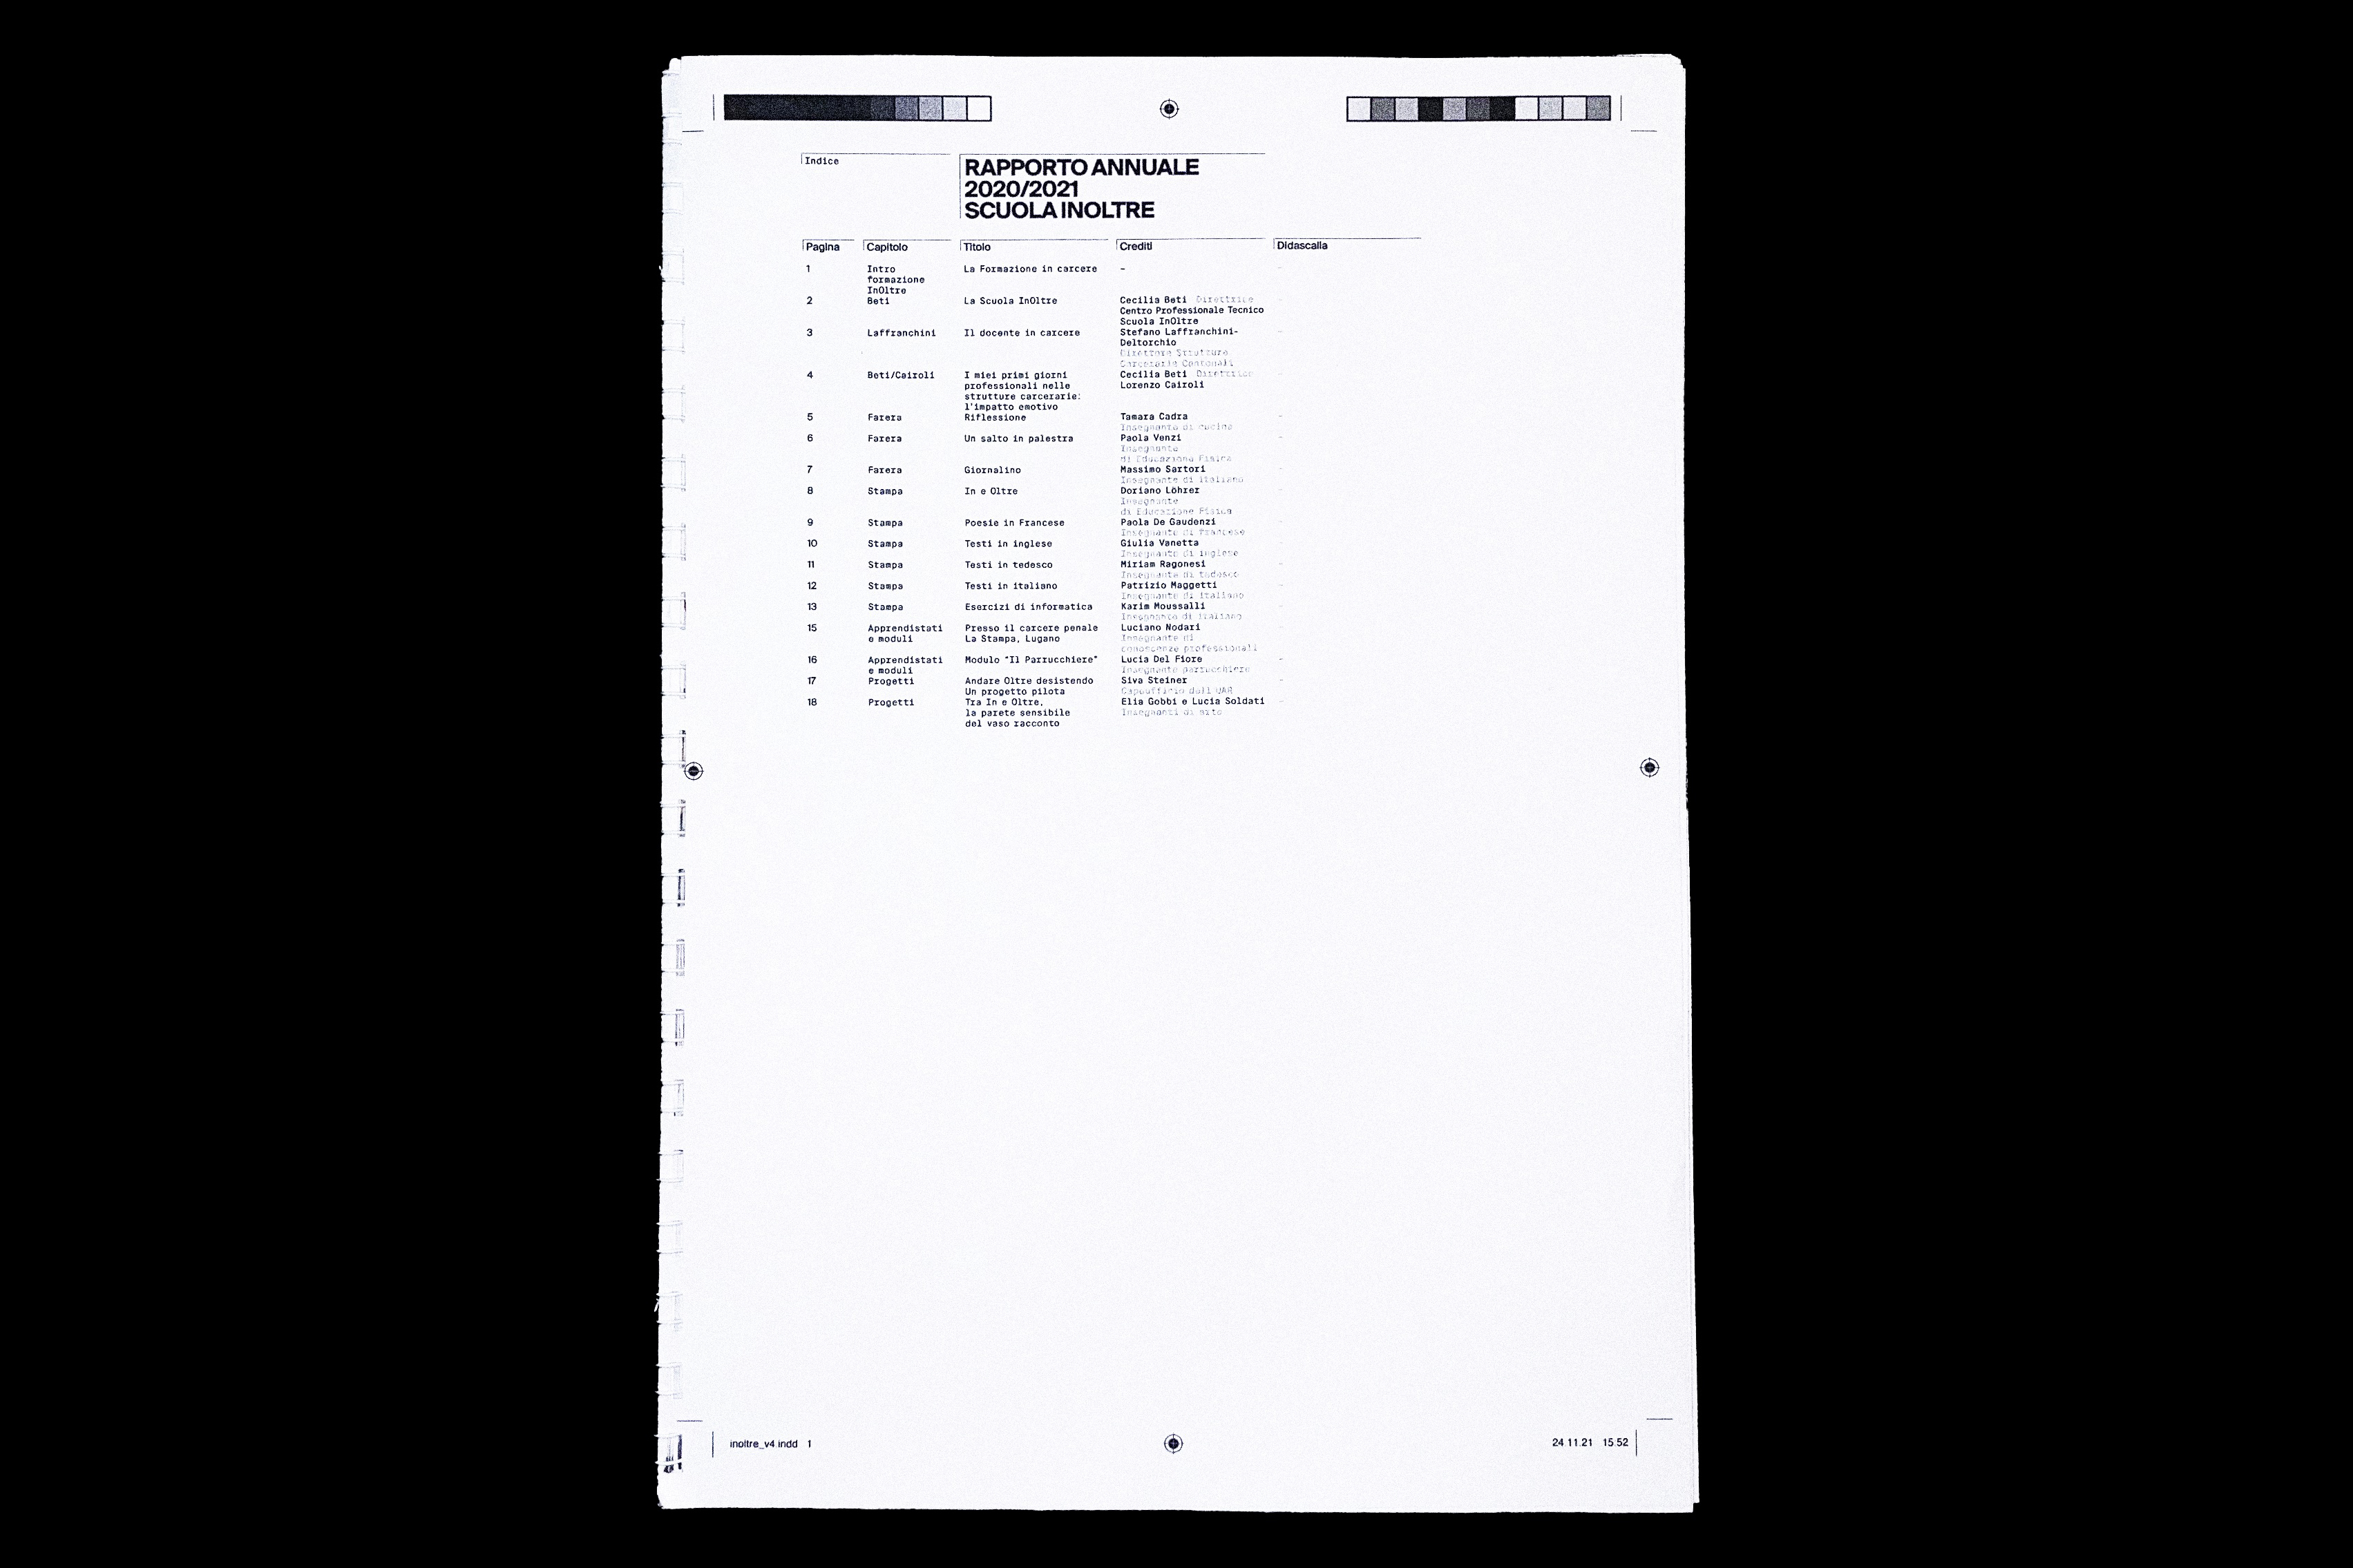 Indice
RAPPORTO ANNUALE
2020/2021
SCUOLA INOLTRE
Pagina Capitolo Titolo Crediti Didascalia
1 Intro La Formazione in carcere – –
formazione
InOltre
2 Beti La Scuola InOltre Cecilia Beti Direttrice –
Centro Professionale Tecnico
Scuola InOltre
3 Laffranchini Il docente in carcere Stefano Laffranchini- –
Deltorchio
Direttore Strutture
Carcerarie Cantonali
4 Beti/Cairoli I miei primi giorni Cecilia Beti Direttrice –
professionali nelle Lorenzo Cairoli
strutture carcerarie:
l'impatto emotivo
5 Farera Riflessione Tamara Cadra –
Insegnante di cucina
6 Farera Un salto in palestra Paola Venzi –
Insegnante
di Educazione Fisica
7 Farera Giornalino Massimo Sartori –
Insegnante di italiano
8 Stampa In e Oltre Doriano Löhrer –
Insegnante
di Educazione Fisica
9 Stampa Poesie in Francese Paola De Gaudenzi –
Insegnante di francese
10 Stampa Testi in inglese Giulia Vanetta –
Insegnante di inglese
11 Stampa Testi in tedesco Miriam Ragonesi –
Insegnante di tedesco
12 Stampa Testi in italiano Patrizio Maggetti –
Insegnante di italiano
13 Stampa Esercizi di informatica Karim Moussalli –
Insegnante di italiano
15 Apprendistati Presso il carcere penale Luciano Nodari –
e moduli La Stampa, Lugano Insegnante di
conoscenze professionali
16 Apprendistati Modulo "Il Parrucchiere" Lucia Del Fiore –
e moduli Insegnante parrucchiere
17 Progetti Andare Oltre desistendo Siva Steiner –
Un progetto pilota Capoufficio dell'UAR
18 Progetti Tra In e Oltre, Elia Gobbi e Lucia Soldati –
la parete sensibile Insegnanti di arte
del vaso racconto
inoltre_v4.indd 1
24.11.21 15:52